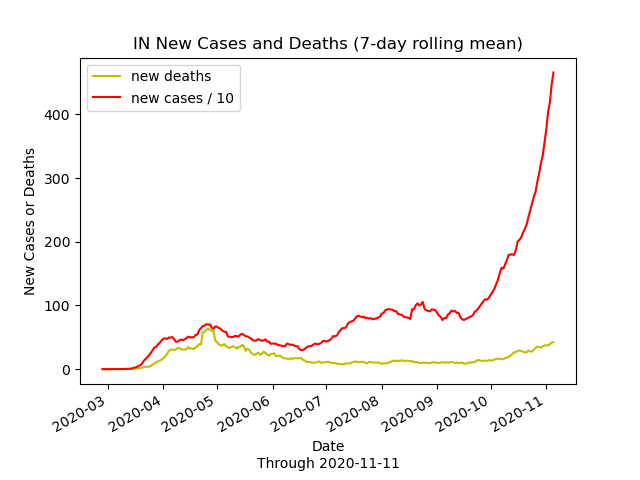 IN New Cases and Deaths (7-day rolling mean)
new deaths
new cases / 10
New Cases or Deaths
400
300
200
100
0
2020-03
2020-04
2020-05
2020-06
2020-07
2020-08
2020-09
2020-10
2020-11
Date
Through 2020-11-11